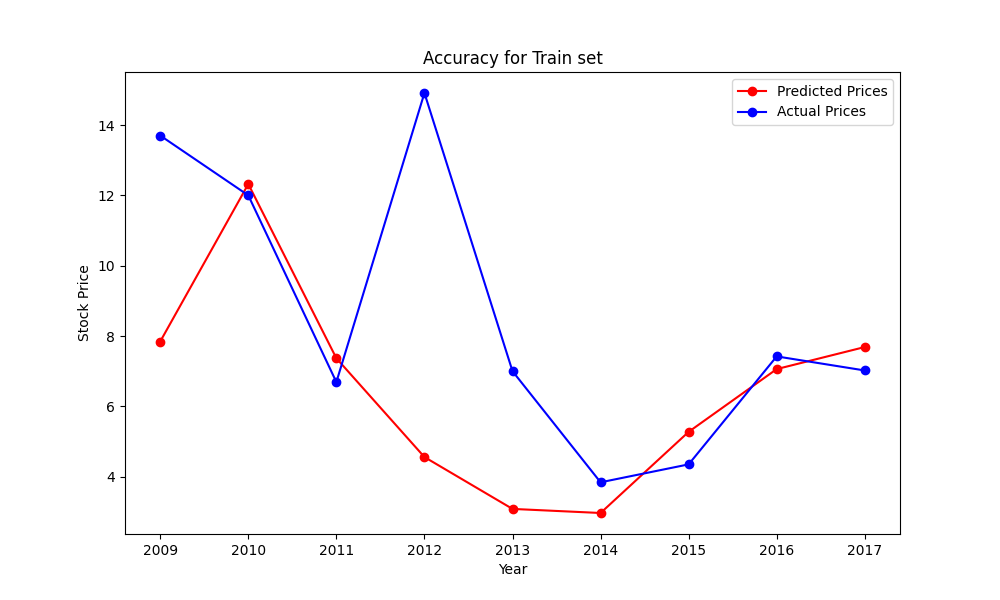 Accuracy for Train set
Predicted Prices
Actual Prices
14
12
10
8
6
4
Stock Price
2009 2010 2011 2012 2013 2014 2015 2016 2017
Year